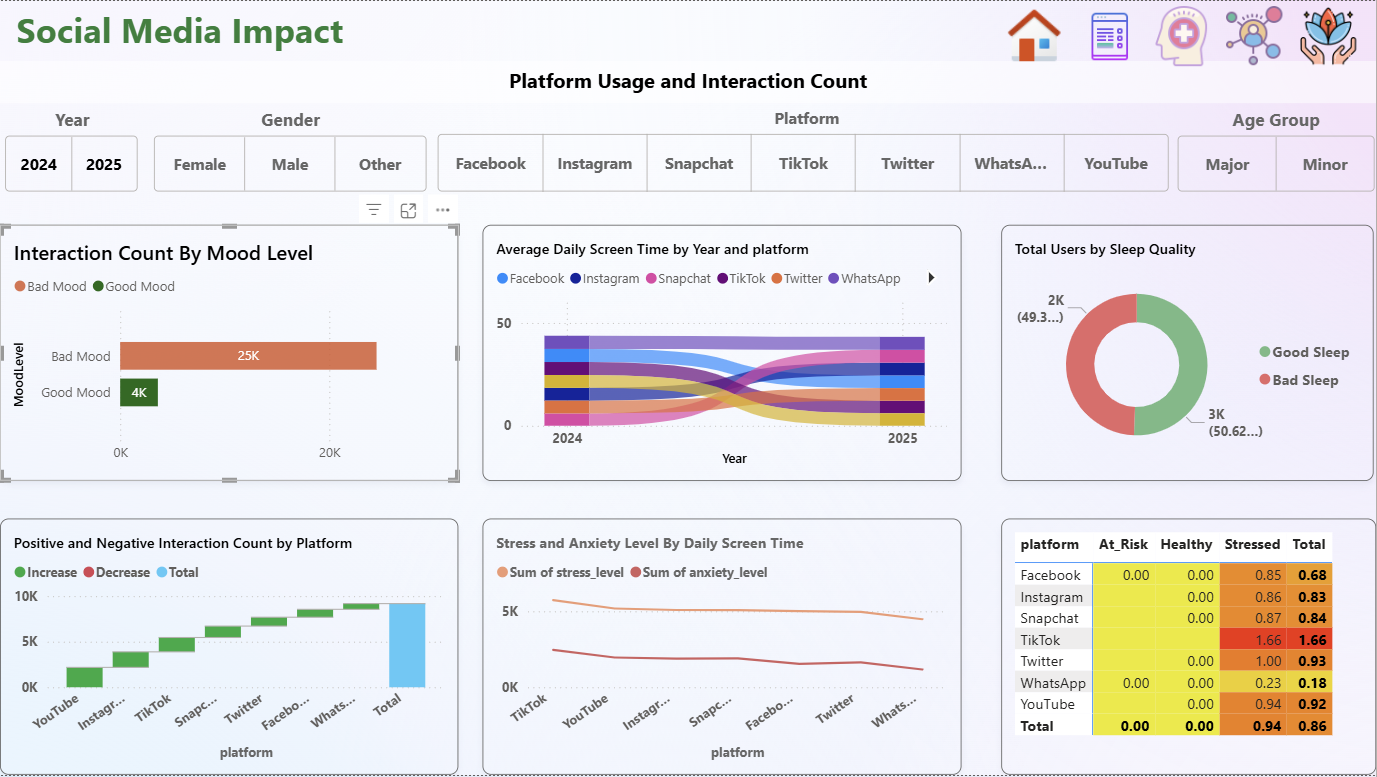 Social Media Impact
Platform Usage and Interaction Count
Year
Gender
Platform
Age Group
2024
2025
Female
Male
Other
Facebook
Instagram
Snapchat
TikTok
Twitter
WhatsA...
YouTube
Major
Minor
Interaction Count By Mood Level
Bad Mood
Good Mood
MoodLevel
Bad Mood
25K
Good Mood
4K
0K
20K
Average Daily Screen Time by Year and platform
Facebook
Instagram
Snapchat
TikTok
Twitter
WhatsApp
50
0
2024
2025
Year
Total Users by Sleep Quality
2K
(49.3...)
3K
(50.62...)
Good Sleep
Bad Sleep
Positive and Negative Interaction Count by Platform
Increase
Decrease
Total
10K
5K
0K
YouTube
Instagr...
TikTok
Snapc...
Twitter
Facebo...
Whats...
Total
platform
Stress and Anxiety Level By Daily Screen Time
Sum of stress_level
Sum of anxiety_level
5K
0K
TikTok
YouTube
Instagr...
Snapc...
Facebo...
Twitter
Whats...
platform
platform At_Risk Healthy Stressed Total
Facebook 0.00 0.00 0.85 0.68
Instagram 0.00 0.86 0.83
Snapchat 0.00 0.87 0.84
TikTok 1.66 1.66
Twitter 0.00 1.00 0.93
WhatsApp 0.00 0.00 0.23 0.18
YouTube 0.00 0.94 0.92
Total 0.00 0.00 0.94 0.86